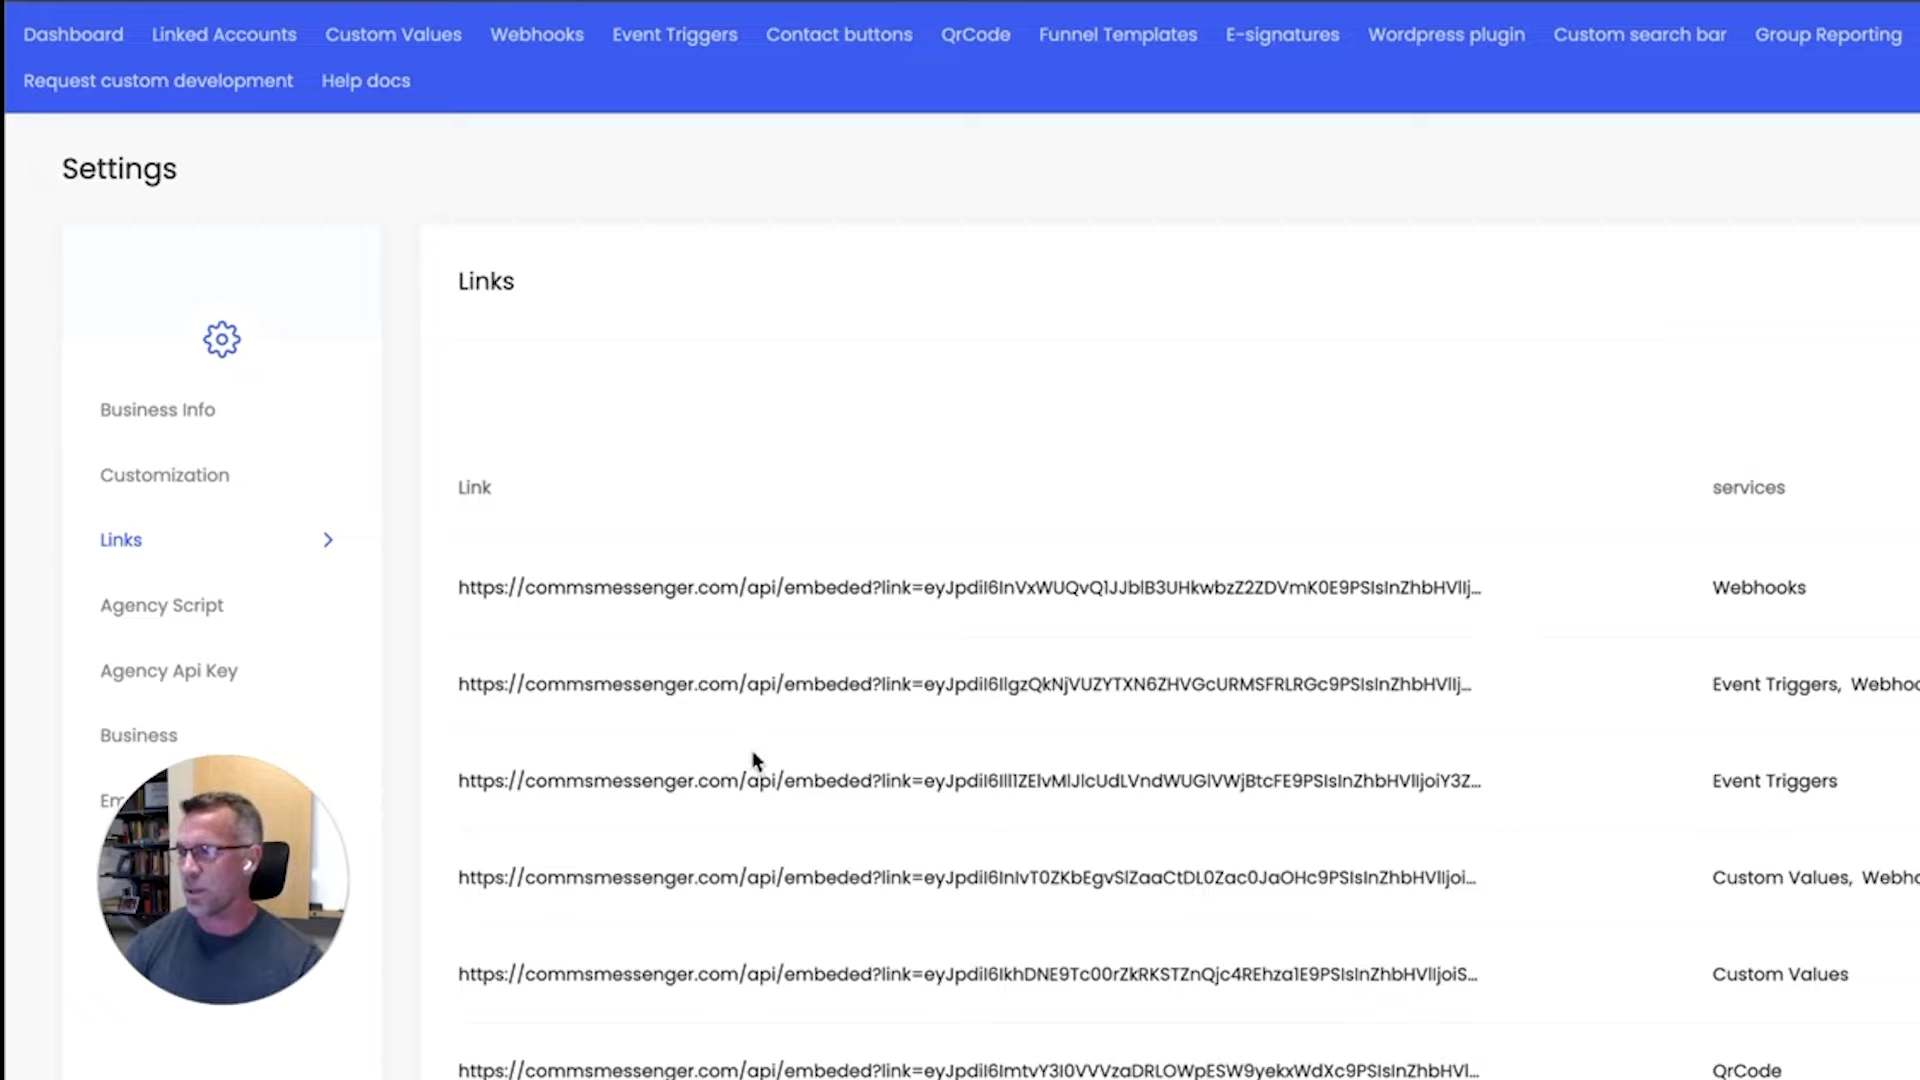 Dashboard Linked Accounts Custom Values Webhooks Event Triggers Contact buttons QrCode Funnel Templates E-signatures Wordpress plugin Custom search bar Group Reporting
Request custom development Help docs
Settings
Links
Business Info
Customization
Links
Agency Script
Agency Api Key
Business
Link services
https://commsmessenger.com/api/embeded?link=eyJpdiI6InVxWUQvQ1JJblB3UHkwbzZ2ZDVmK0E9PSIsInZhbHVlIj... Webhooks
https://commsmessenger.com/api/embeded?link=eyJpdiI6IlgzQkNjVUZYTXN6ZHVGcURMSFRLRGc9PSIsInZhbHVlIj... Event Triggers,
https://commsmessenger.com/api/embeded?link=eyJpdiI6Ill1ZElvMlJlcUdLVndWUGlVWjBtcFE9PSIsInZhbHVlIjoiY3Z... Event Triggers
https://commsmessenger.com/api/embeded?link=eyJpdiI6InIvT0ZKbEgvSlZaaCtDL0Zac0JaOHc9PSIsInZhbHVlIjoi... Custom Values,
https://commsmessenger.com/api/embeded?link=eyJpdiI6IkhDNE9Tc00rZkRKSTZnQjc4REhza1E9PSIsInZhbHVlIjoiS... Custom Values
https://commsmessenger.com/api/embeded?link=eyJpdiI6ImtvY3I0VVVzaDRLOWpESW9yekxWdXc9PSIsInZhbHVl... QrCode